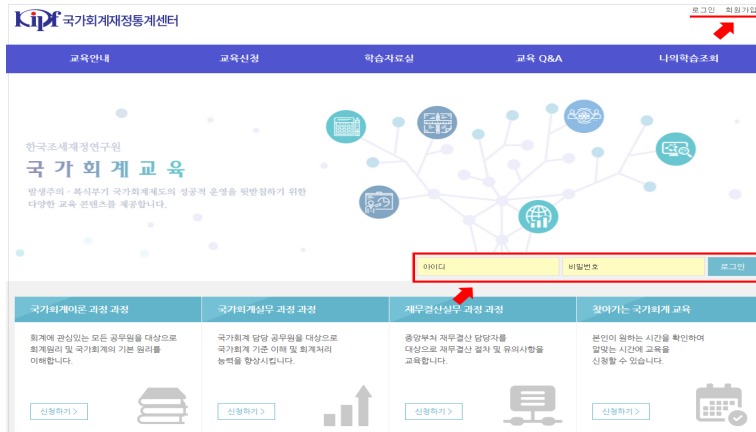 로그인 회원가입
Kipf 국가회계재정통계센터
교육안내 교육신청 학습자료실 교육 Q&A 나의학습조회
한국조세재정연구원
국가회계교육
발생주의 · 복식부기 국가회계제도의 성공적 운영을 뒷받침하기 위한
다양한 교육 콘텐츠를 제공합니다.
아이디 비밀번호 로그인
국가회계이론 과정 과정
회계에 관심있는 모든 공무원을 대상으로
회계원리 및 국가회계의 기본 원리를
이해합니다.
신청하기 >
국가회계실무 과정 과정
국가회계 담당 공무원을 대상으로
국가회계 기준 이해 및 회계처리
능력을 향상시킵니다.
신청하기 >
재무결산실무 과정 과정
중앙부처 재무결산 담당자를
대상으로 재무결산 절차 및 유의사항을
교육합니다.
신청하기 >
찾아가는 국가회계 교육
본인이 원하는 시간을 확인하여
알맞는 시간에 교육을
신청할 수 있습니다.
신청하기 >